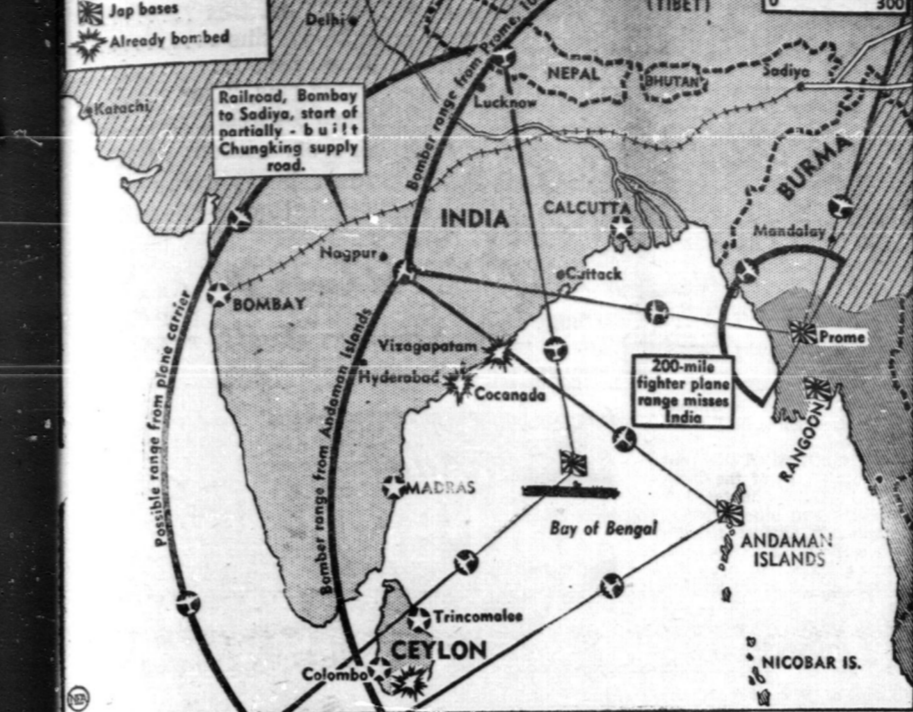 Jap bases
Already bombed
(TIBET)
0 300
Delhi
Karachi
Railroad, Bombay
to Sadiya, start of
partially - built
Chungking supply
road.
Bomber range from Prome,
Lucknow
NEPAL
BHUTAN
Sadiya
BURMA
Mandalay
INDIA
CALCUTTA
Nagpur
Cuttack
BOMBAY
Vizagapatam
Hyderabad
Cocanada
Prome
200-mile
fighter plane
range misses
India
RANGOON
Possible range from plane carrier
Bomber range from Andaman Islands
MADRAS
Bay of Bengal
ANDAMAN
ISLANDS
Trincomalee
CEYLON
Colombo
NICOBAR IS.